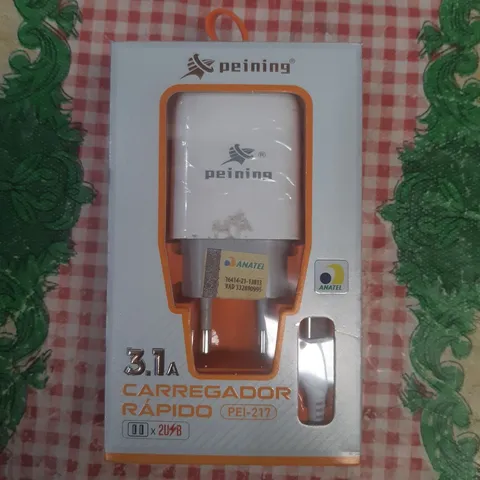 peining®
peining®
ANATEL
ANATEL
3.1A
CARREGADOR
RÁPIDO PEI-217
x 2USB